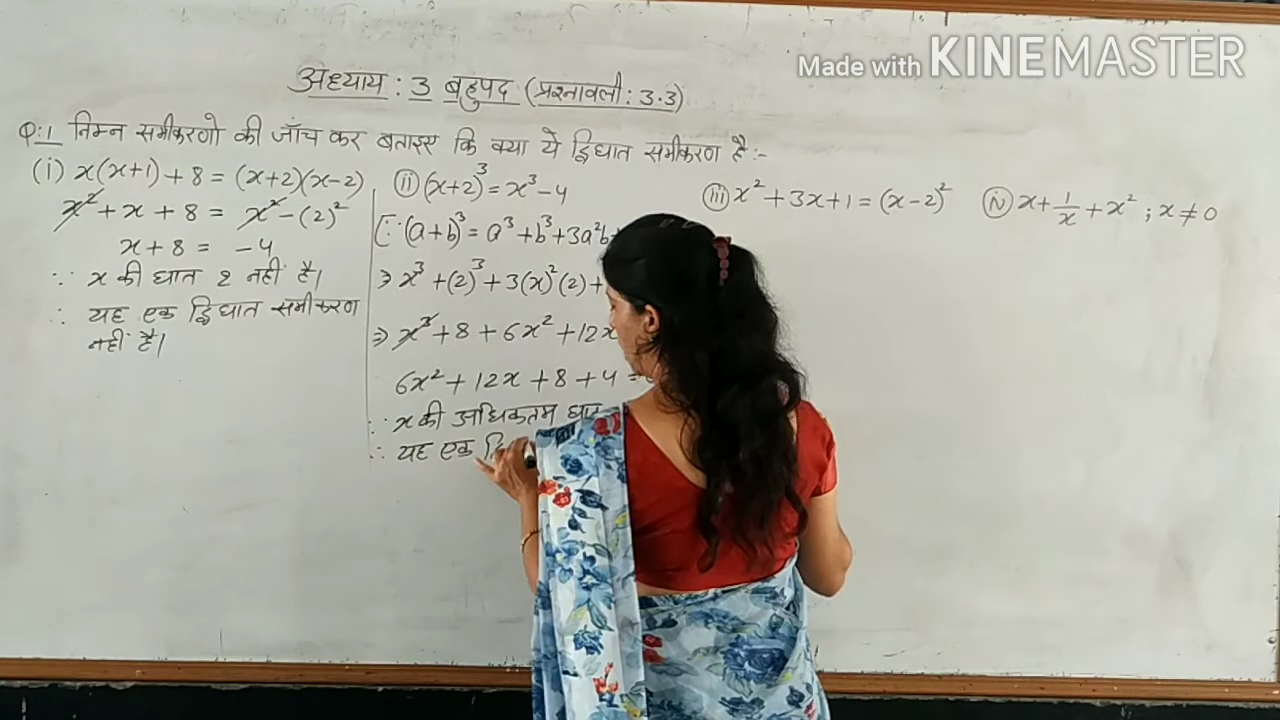 Made with KINEMASTER
अध्याय : 3 बहुपद (प्रश्नावली : 3.3)
Q:1 निम्न समीकरणो की जाँच कर बताइए कि क्या ये द्विघात समीकरण है :-
(i) x(x+1)+8 = (x+2)(x-2)
x²+x+8 = x²-(2)²
x+8 = -4
∵ x की घात 2 नहीं है।
∴ यह एक द्विघात समीकरण
नहीं है।
(ii) (x+2)³ = x³-4
[∵ (a+b)³ = a³+b³+3a²b+
⇒ x³+(2)³+3(x)²(2)+
⇒ x³+8+6x²+12x
6x²+12x+8+4 =
∵ x की अधिकतम
∴ यह एक
(iii) x²+3x+1 = (x-2)²
(iv) x+1/x+x² ; x≠0